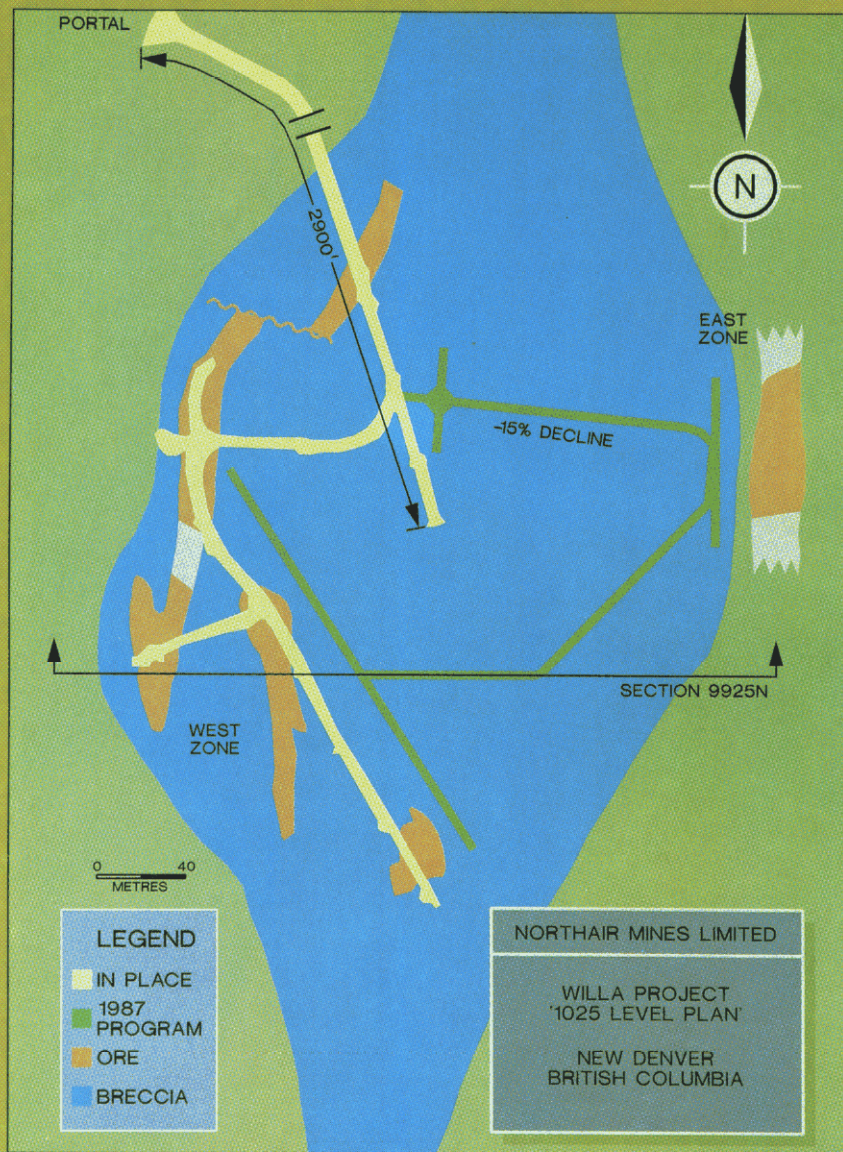 PORTAL
N
2900'
EAST
ZONE
-15% DECLINE
SECTION 9925N
WEST
ZONE
0 40
METRES
LEGEND
IN PLACE
1987
PROGRAM
ORE
BRECCIA
NORTHAIR MINES LIMITED
WILLA PROJECT
'1025 LEVEL PLAN'
NEW DENVER
BRITISH COLUMBIA